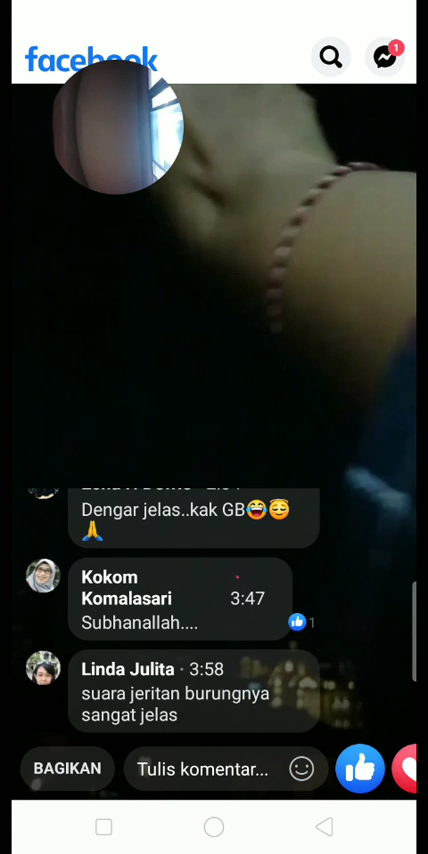 facebook
1
Dengar jelas..kak GB😂😇
🙏
Kokom
Komalasari 3:47
Subhanallah....
1
Linda Julita · 3:58
suara jeritan burungnya
sangat jelas
BAGIKAN
Tulis komentar...